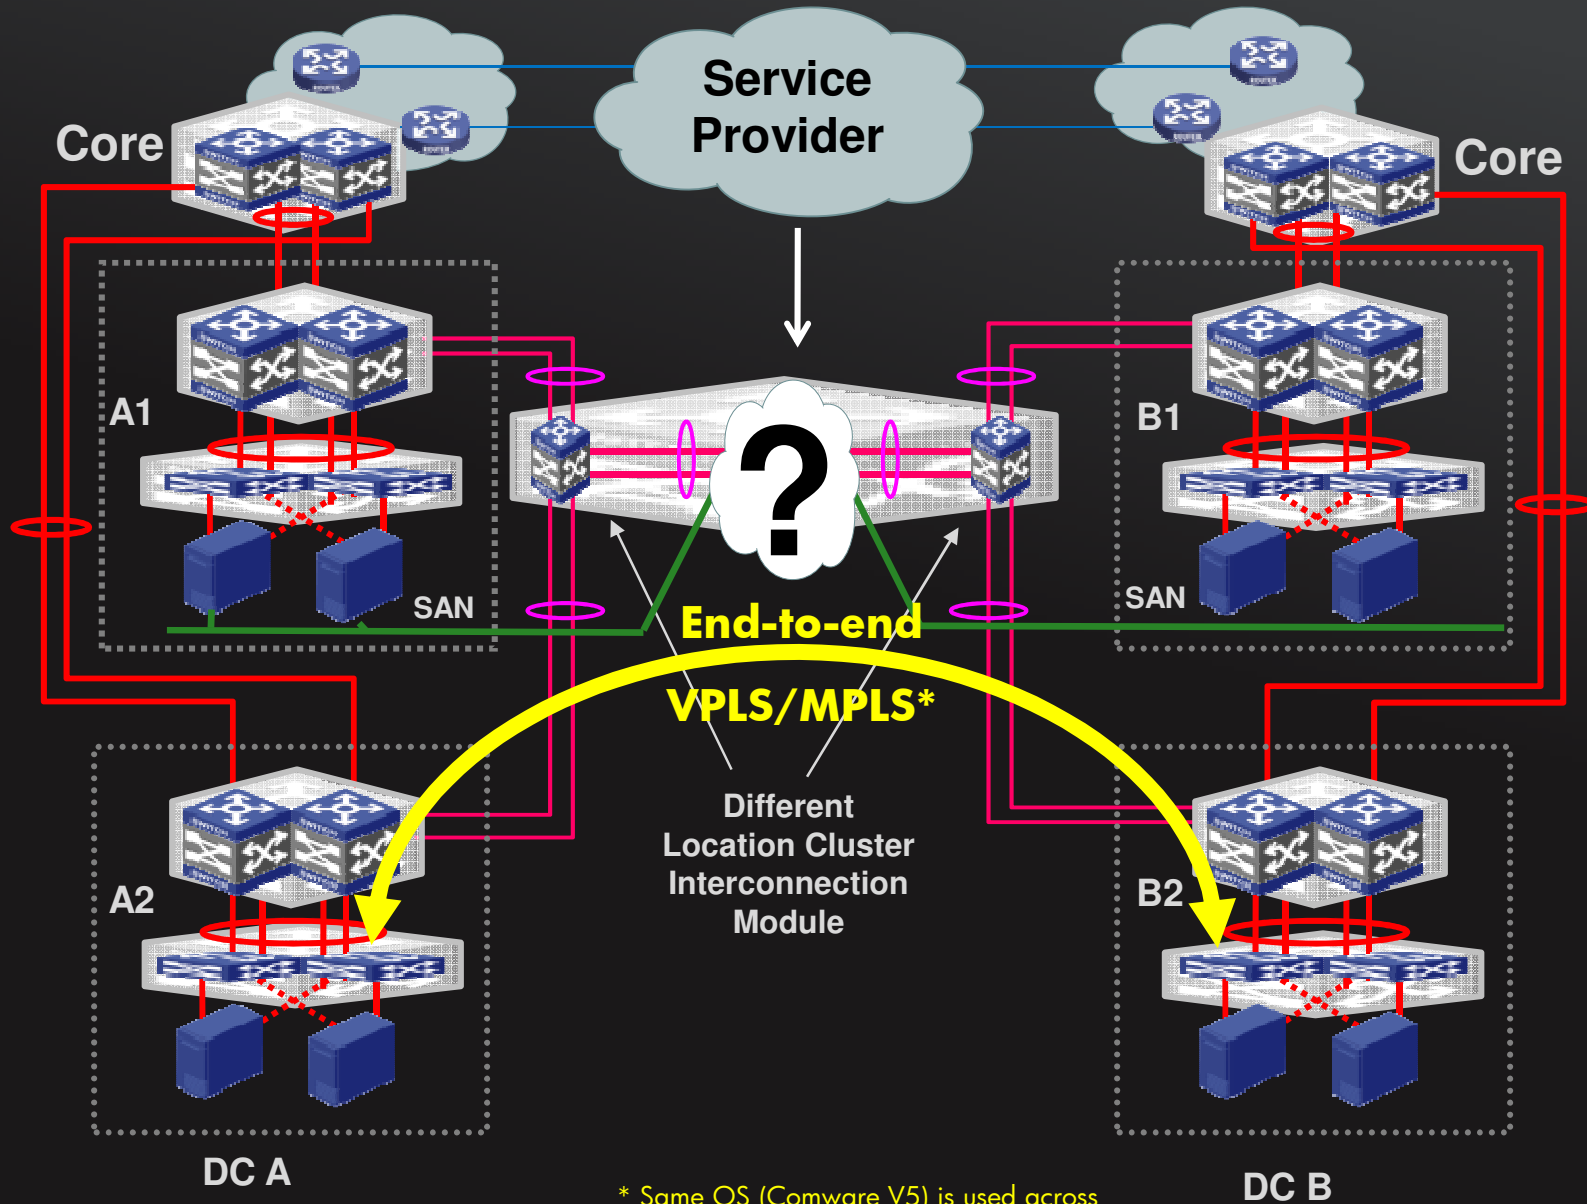 Service
Provider
Core
Core
A1
B1
?
SAN
SAN
End-to-end
VPLS/MPLS*
Different
Location Cluster
Interconnection
Module
A2
B2
DC A
DC B
* Same OS (Comware V5) is used across